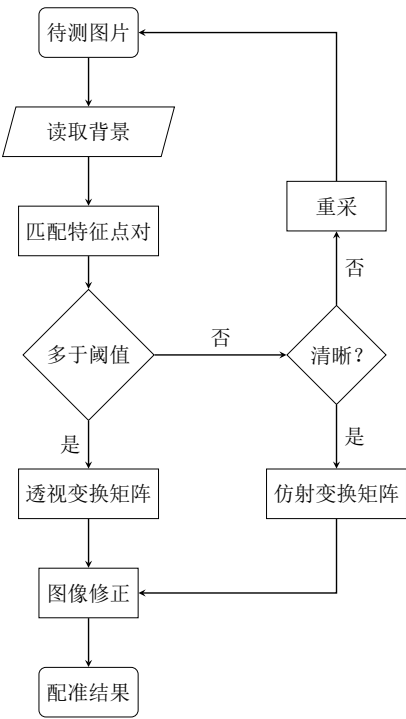 待测图片
读取背景
重采
匹配特征点对
否
否
多于阈值
清晰？
是
是
透视变换矩阵
仿射变换矩阵
图像修正
配准结果